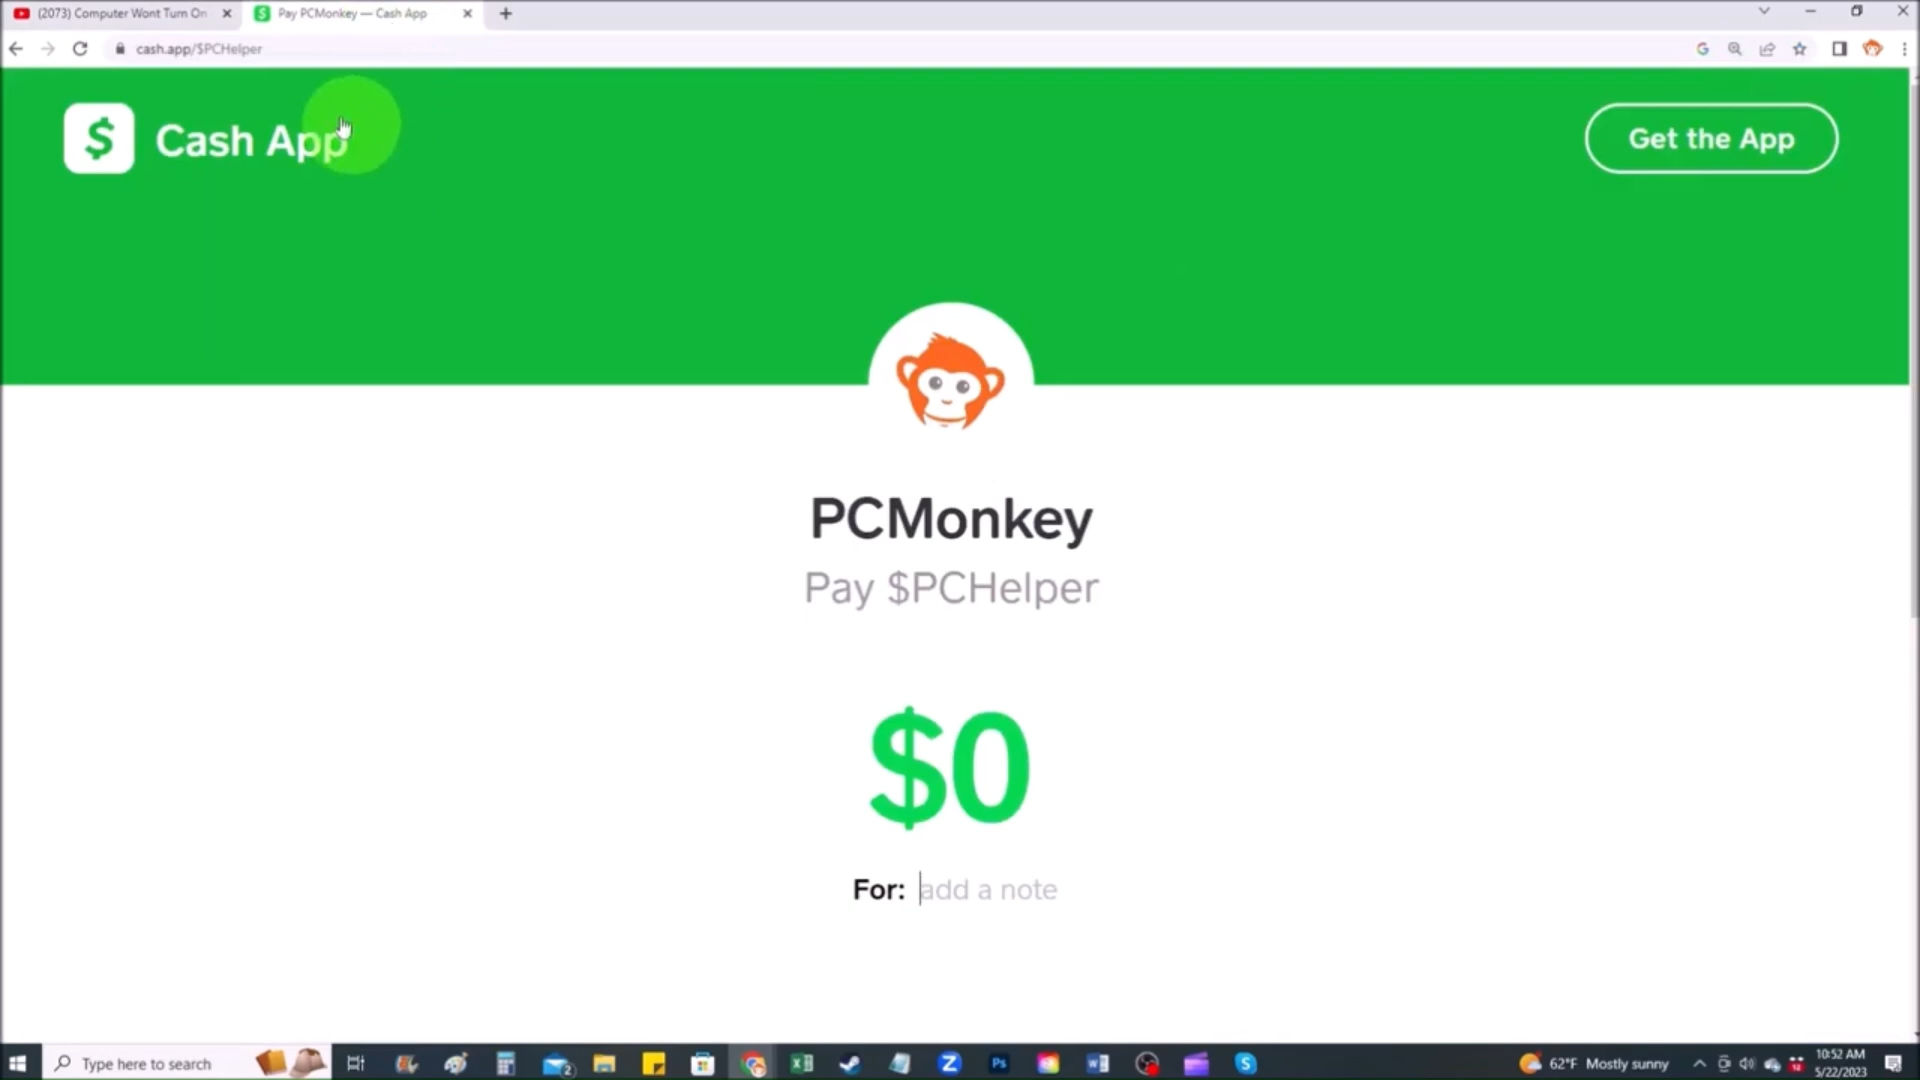 (2073) Computer Wont Turn On
Pay PCMonkey — Cash App
cash.app/$PCHelper
$ Cash App
Get the App
PCMonkey
Pay $PCHelper
$0
For: add a note
Type here to search
62°F Mostly sunny
10:52 AM
5/22/2023